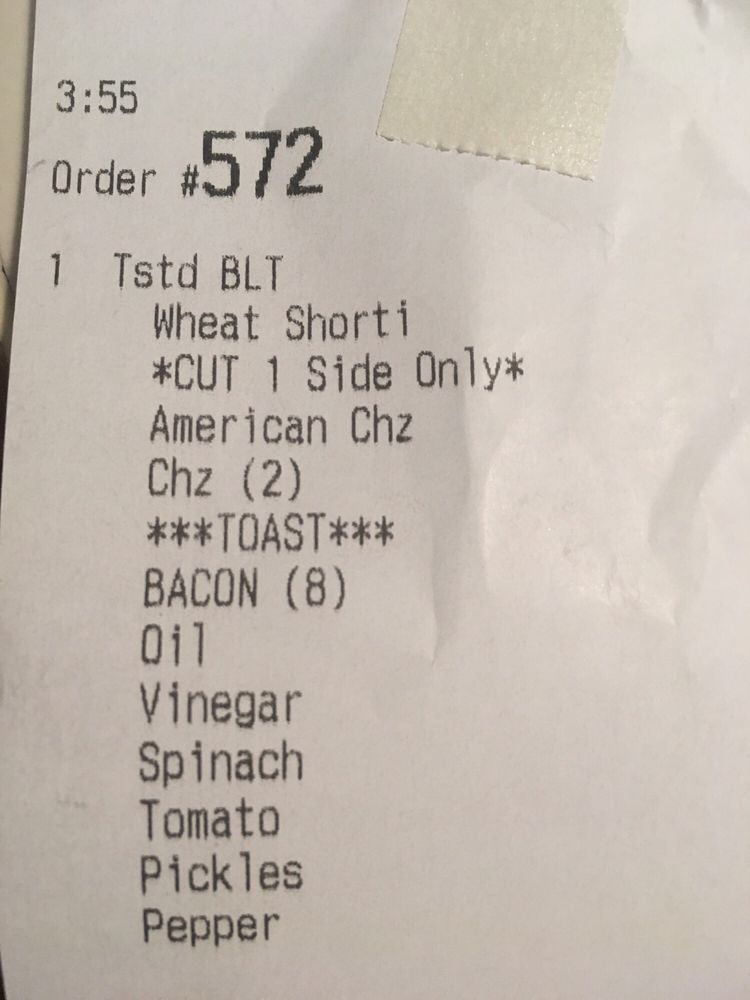 3:55
Order #572
1 Tstd BLT
Wheat Shorti
*CUT 1 Side Only*
American Chz
Chz (2)
***TOAST***
BACON (8)
Oil
Vinegar
Spinach
Tomato
Pickles
Pepper